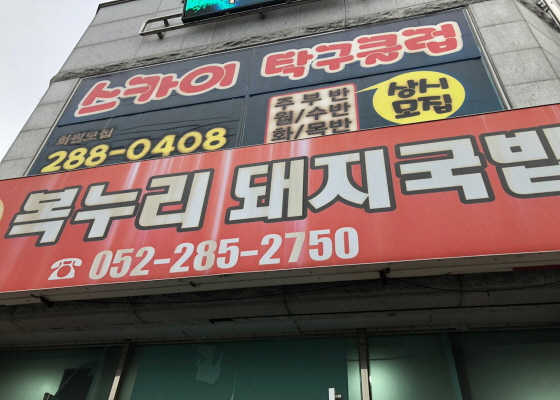 스카이 탁구클럽
회원모집
288-0408
주 부 반
월/수반
화/목반
상시
모집
복누리 돼지국밥
☎ 052-285-2750